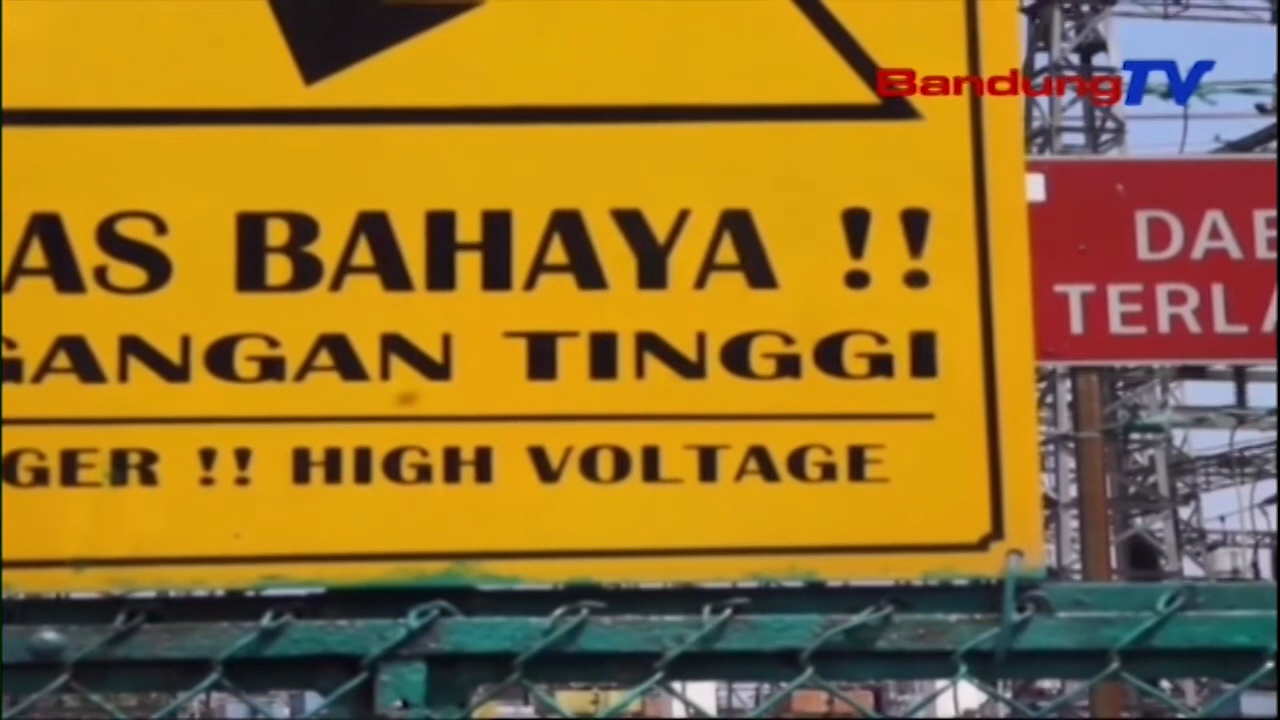 BandungTV
AS BAHAYA !!
GANGAN TINGGI
GER !! HIGH VOLTAGE
DAB
TERLA